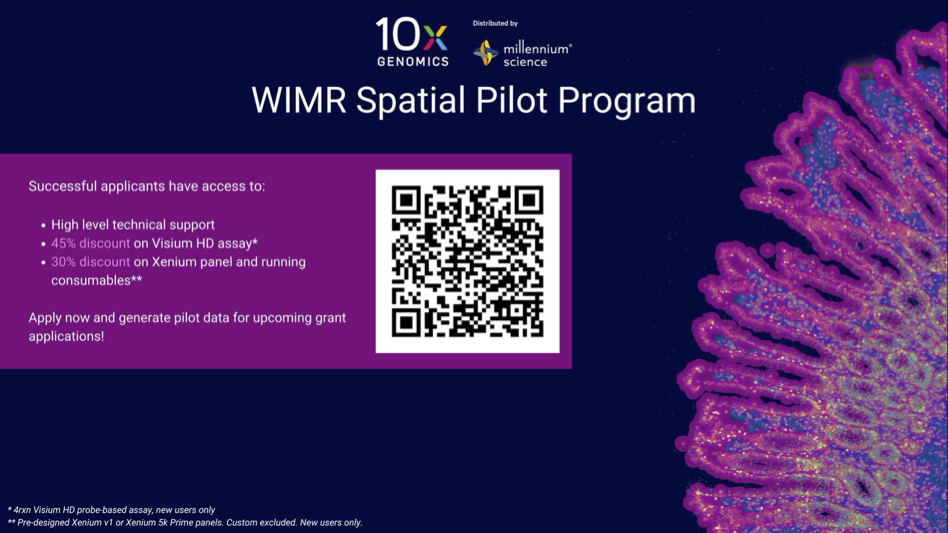 10x
GENOMICS
Distributed by
millennium®
science
WIMR Spatial Pilot Program
Successful applicants have access to:
• High level technical support
• 45% discount on Visium HD assay*
• 30% discount on Xenium panel and running
consumables**
Apply now and generate pilot data for upcoming grant
applications!
* 4rxn Visium HD probe-based assay, new users only
** Pre-designed Xenium v1 or Xenium 5k Prime panels. Custom excluded. New users only.